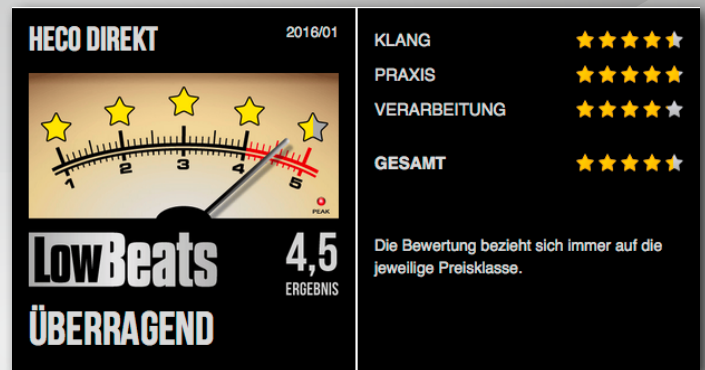 HECO DIREKT
2016/01
1 2 3 4 5
PEAK
LowBeats
4,5
ERGEBNIS
ÜBERRAGEND
KLANG
PRAXIS
VERARBEITUNG
GESAMT
Die Bewertung bezieht sich immer auf die
jeweilige Preisklasse.